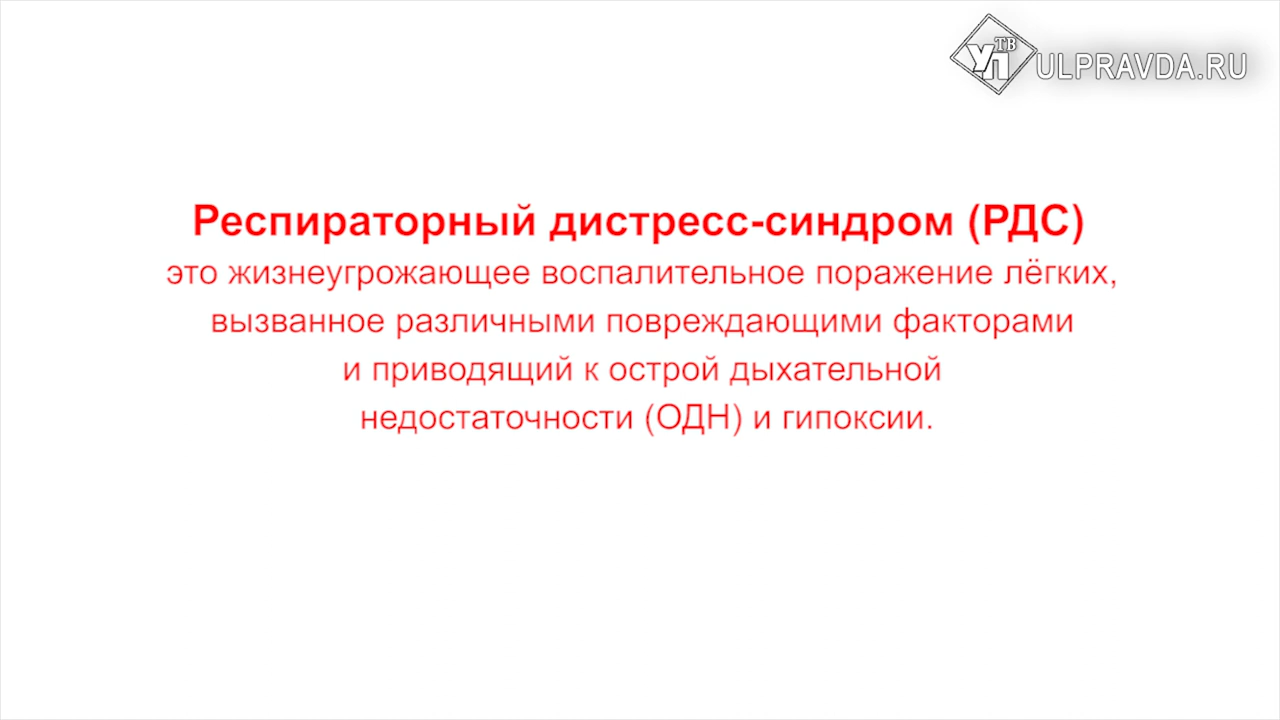 ТВ
УП
ULPRAVDA.RU
Респираторный дистресс-синдром (РДС)
это жизнеугрожающее воспалительное поражение лёгких,
вызванное различными повреждающими факторами
и приводящий к острой дыхательной
недостаточности (ОДН) и гипоксии.